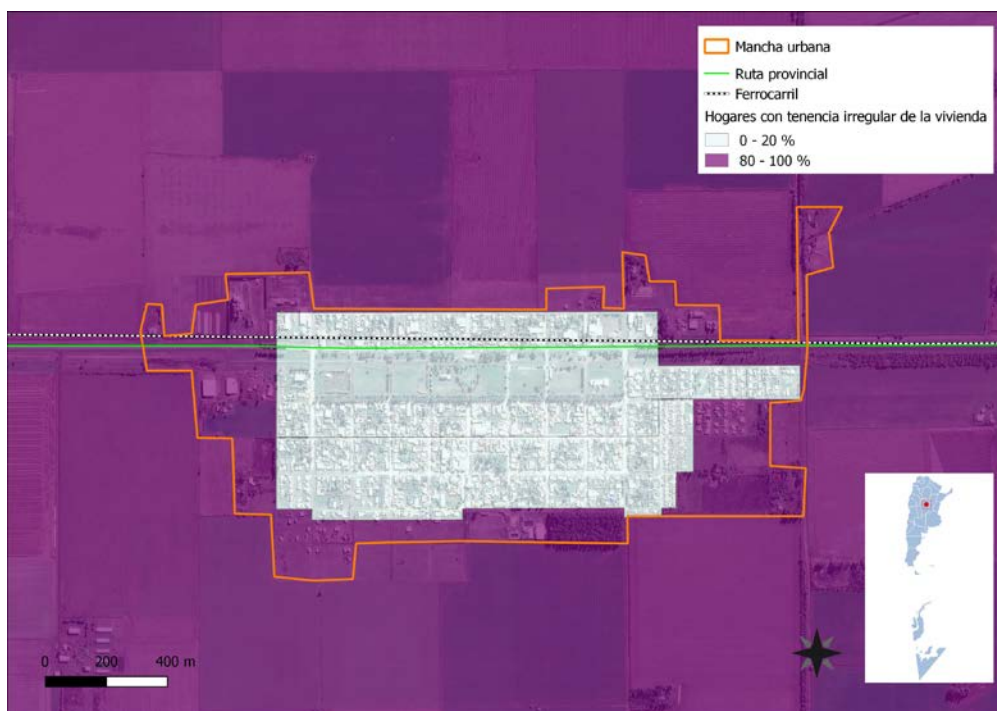 Mancha urbana
Ruta provincial
Ferrocarril
Hogares con tenencia irregular de la vivienda
0 - 20 %
80 - 100 %
0 200 400 m